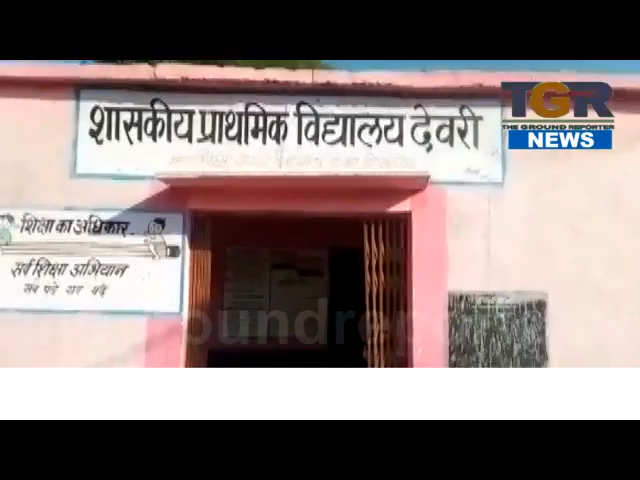 शासकीय प्राथमिक विद्यालय देवरी
TGR
THE GROUND REPORTER
NEWS
शिक्षा का अधिकार
सर्व शिक्षा अभियान
सब पढे सब बढे